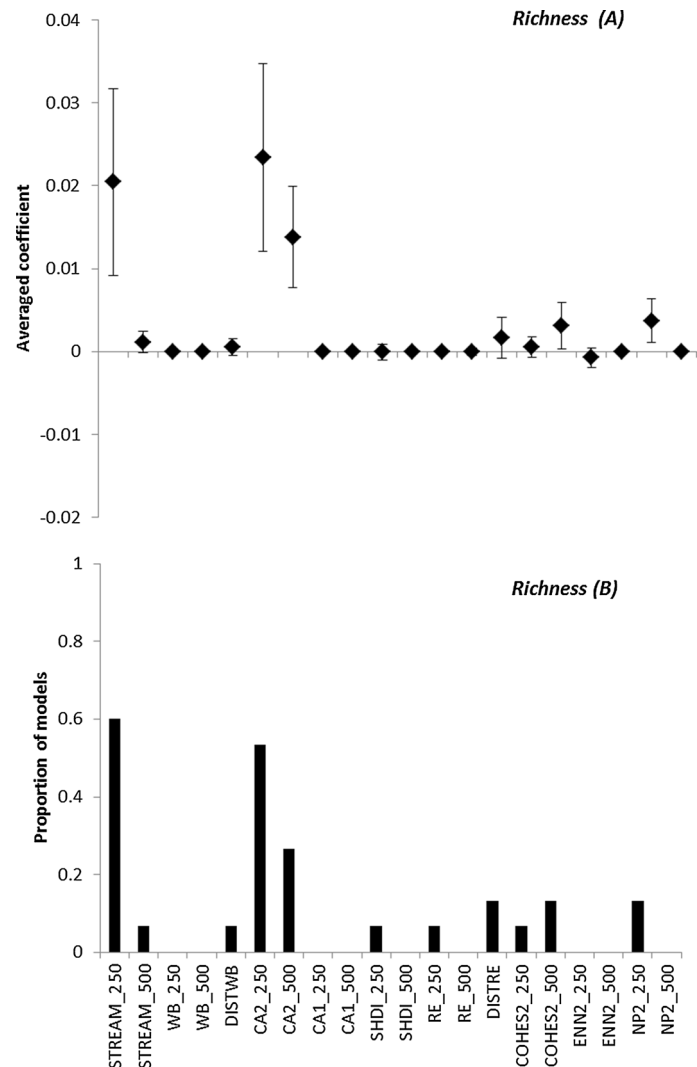 Richness (A)
0.04
0.03
0.02
0.01
0
-0.01
-0.02
Averaged coefficient
Richness (B)
1
0.8
0.6
0.4
0.2
0
Proportion of models
STREAM_250
STREAM_500
WB_250
WB_500
DISTWB
CA2_250
CA2_500
CA1_250
CA1_500
SHDI_250
SHDI_500
RE_250
RE_500
DISTRE
COHES2_250
COHES2_500
ENN2_250
ENN2_500
NP2_250
NP2_500